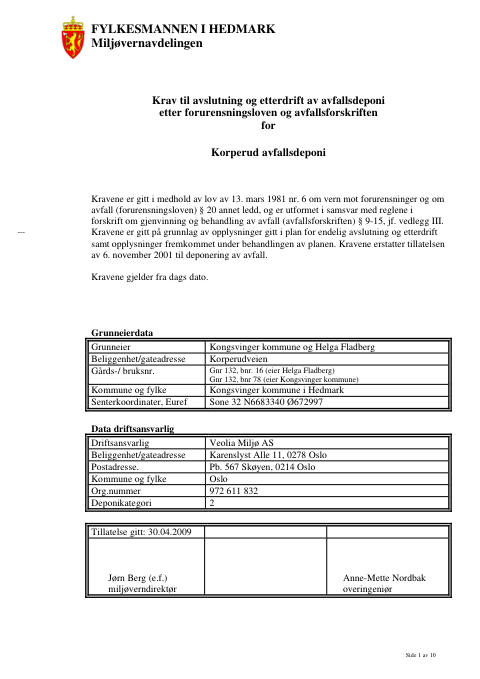 FYLKESMANNEN I HEDMARK
Miljøvernavdelingen
Krav til avslutning og etterdrift av avfallsdeponi
etter forurensningsloven og avfallsforskriften
for
Korperud avfallsdeponi
Kravene er gitt i medhold av lov av 13. mars 1981 nr. 6 om vern mot forurensninger og om
avfall (forurensningsloven) § 20 annet ledd, og er utformet i samsvar med reglene i
forskrift om gjenvinning og behandling av avfall (avfallsforskriften) § 9-15, jf. vedlegg III.
Kravene er gitt på grunnlag av opplysninger gitt i plan for endelig avslutning og etterdrift
samt opplysninger fremkommet under behandlingen av planen. Kravene erstatter tillatelsen
av 6. november 2001 til deponering av avfall.
Kravene gjelder fra dags dato.
Grunneierdata
Grunneier Kongsvinger kommune og Helga Fladberg
Beliggenhet/gateadresse Korperudveien
Gårds-/ bruksnr. Gnr 132, bnr. 16 (eier Helga Fladberg)
Gnr 132, bnr 78 (eier Kongsvinger kommune)
Kommune og fylke Kongsvinger kommune i Hedmark
Senterkoordinater, Euref Sone 32 N6683340 Ø672997
Data driftsansvarlig
Driftsansvarlig Veolia Miljø AS
Beliggenhet/gateadresse Karenslyst Alle 11, 0278 Oslo
Postadresse. Pb. 567 Skøyen, 0214 Oslo
Kommune og fylke Oslo
Org.nummer 972 611 832
Deponikategori 2
Tillatelse gitt: 30.04.2009
Jørn Berg (e.f.) Anne-Mette Nordbak
miljøverndirektør overingeniør
Side 1 av 10